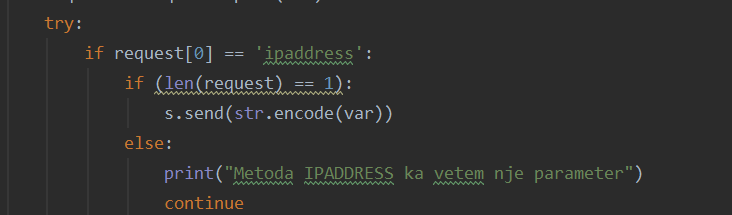 try:
if request[0] == 'ipaddress':
if (len(request) == 1):
s.send(str.encode(var))
else:
print("Metoda IPADDRESS ka vetem nje parameter")
continue